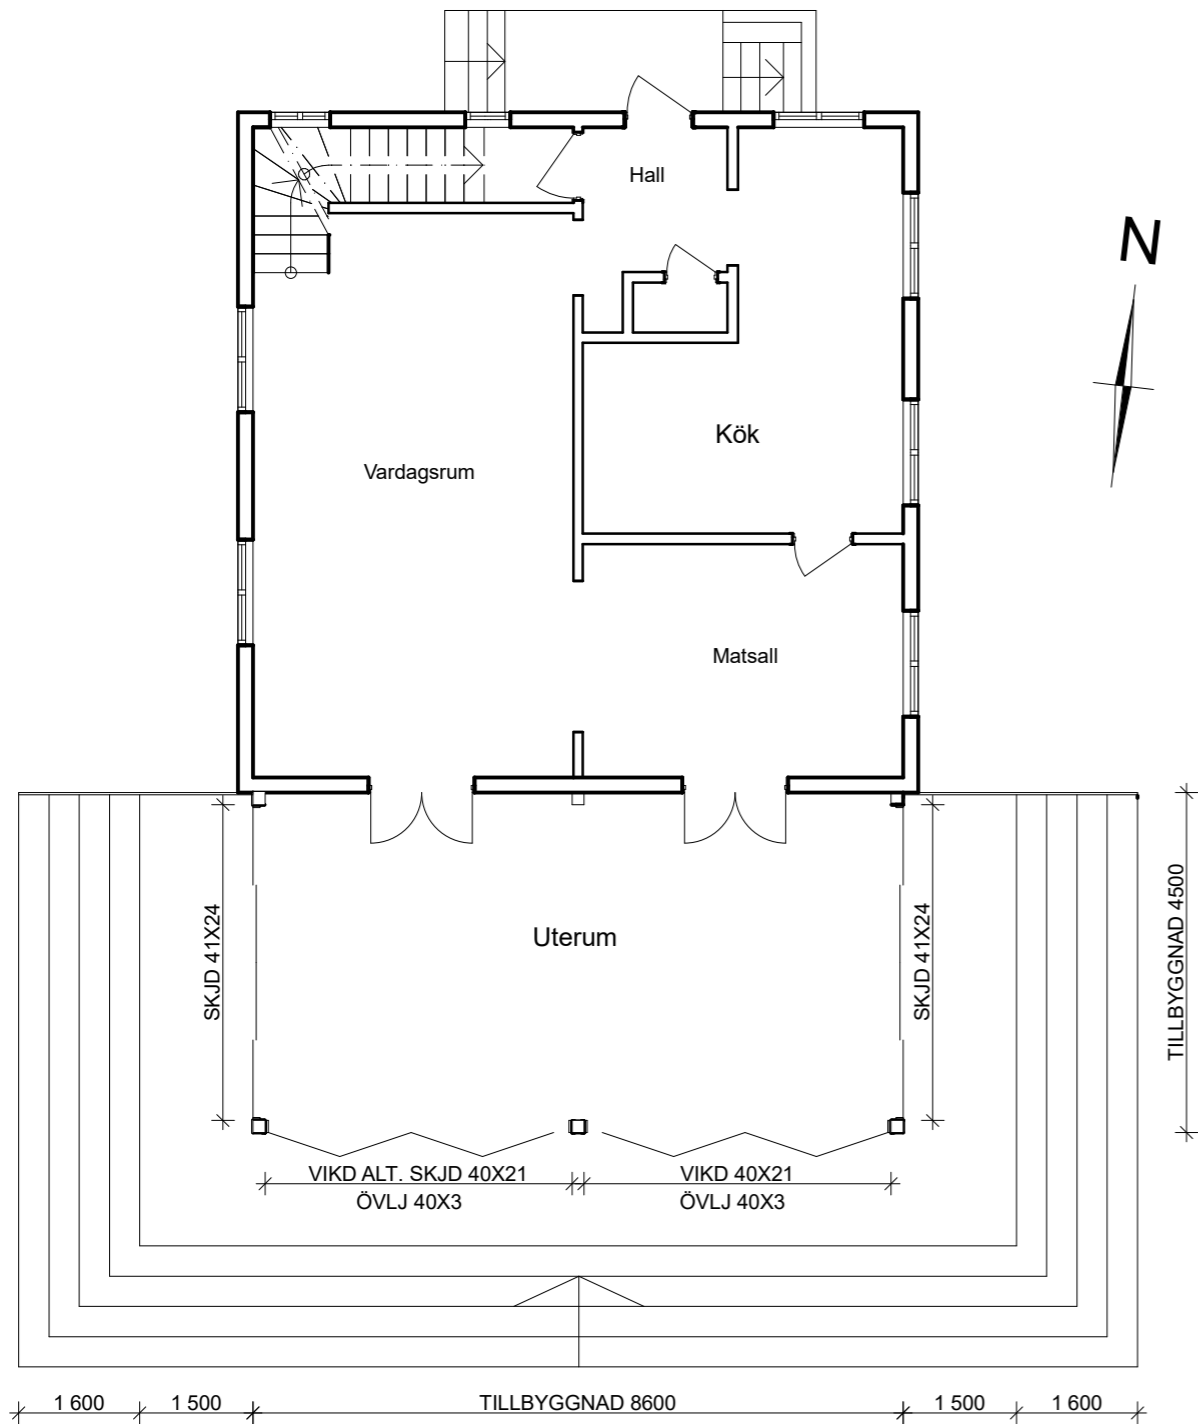 Hall
N
Kök
Vardagsrum
Matsall
Uterum
SKJD 41X24
SKJD 41X24
TILLBYGGNAD 4500
VIKD ALT. SKJD 40X21
ÖVLJ 40X3
VIKD 40X21
ÖVLJ 40X3
1 600
1 500
TILLBYGGNAD 8600
1 500
1 600